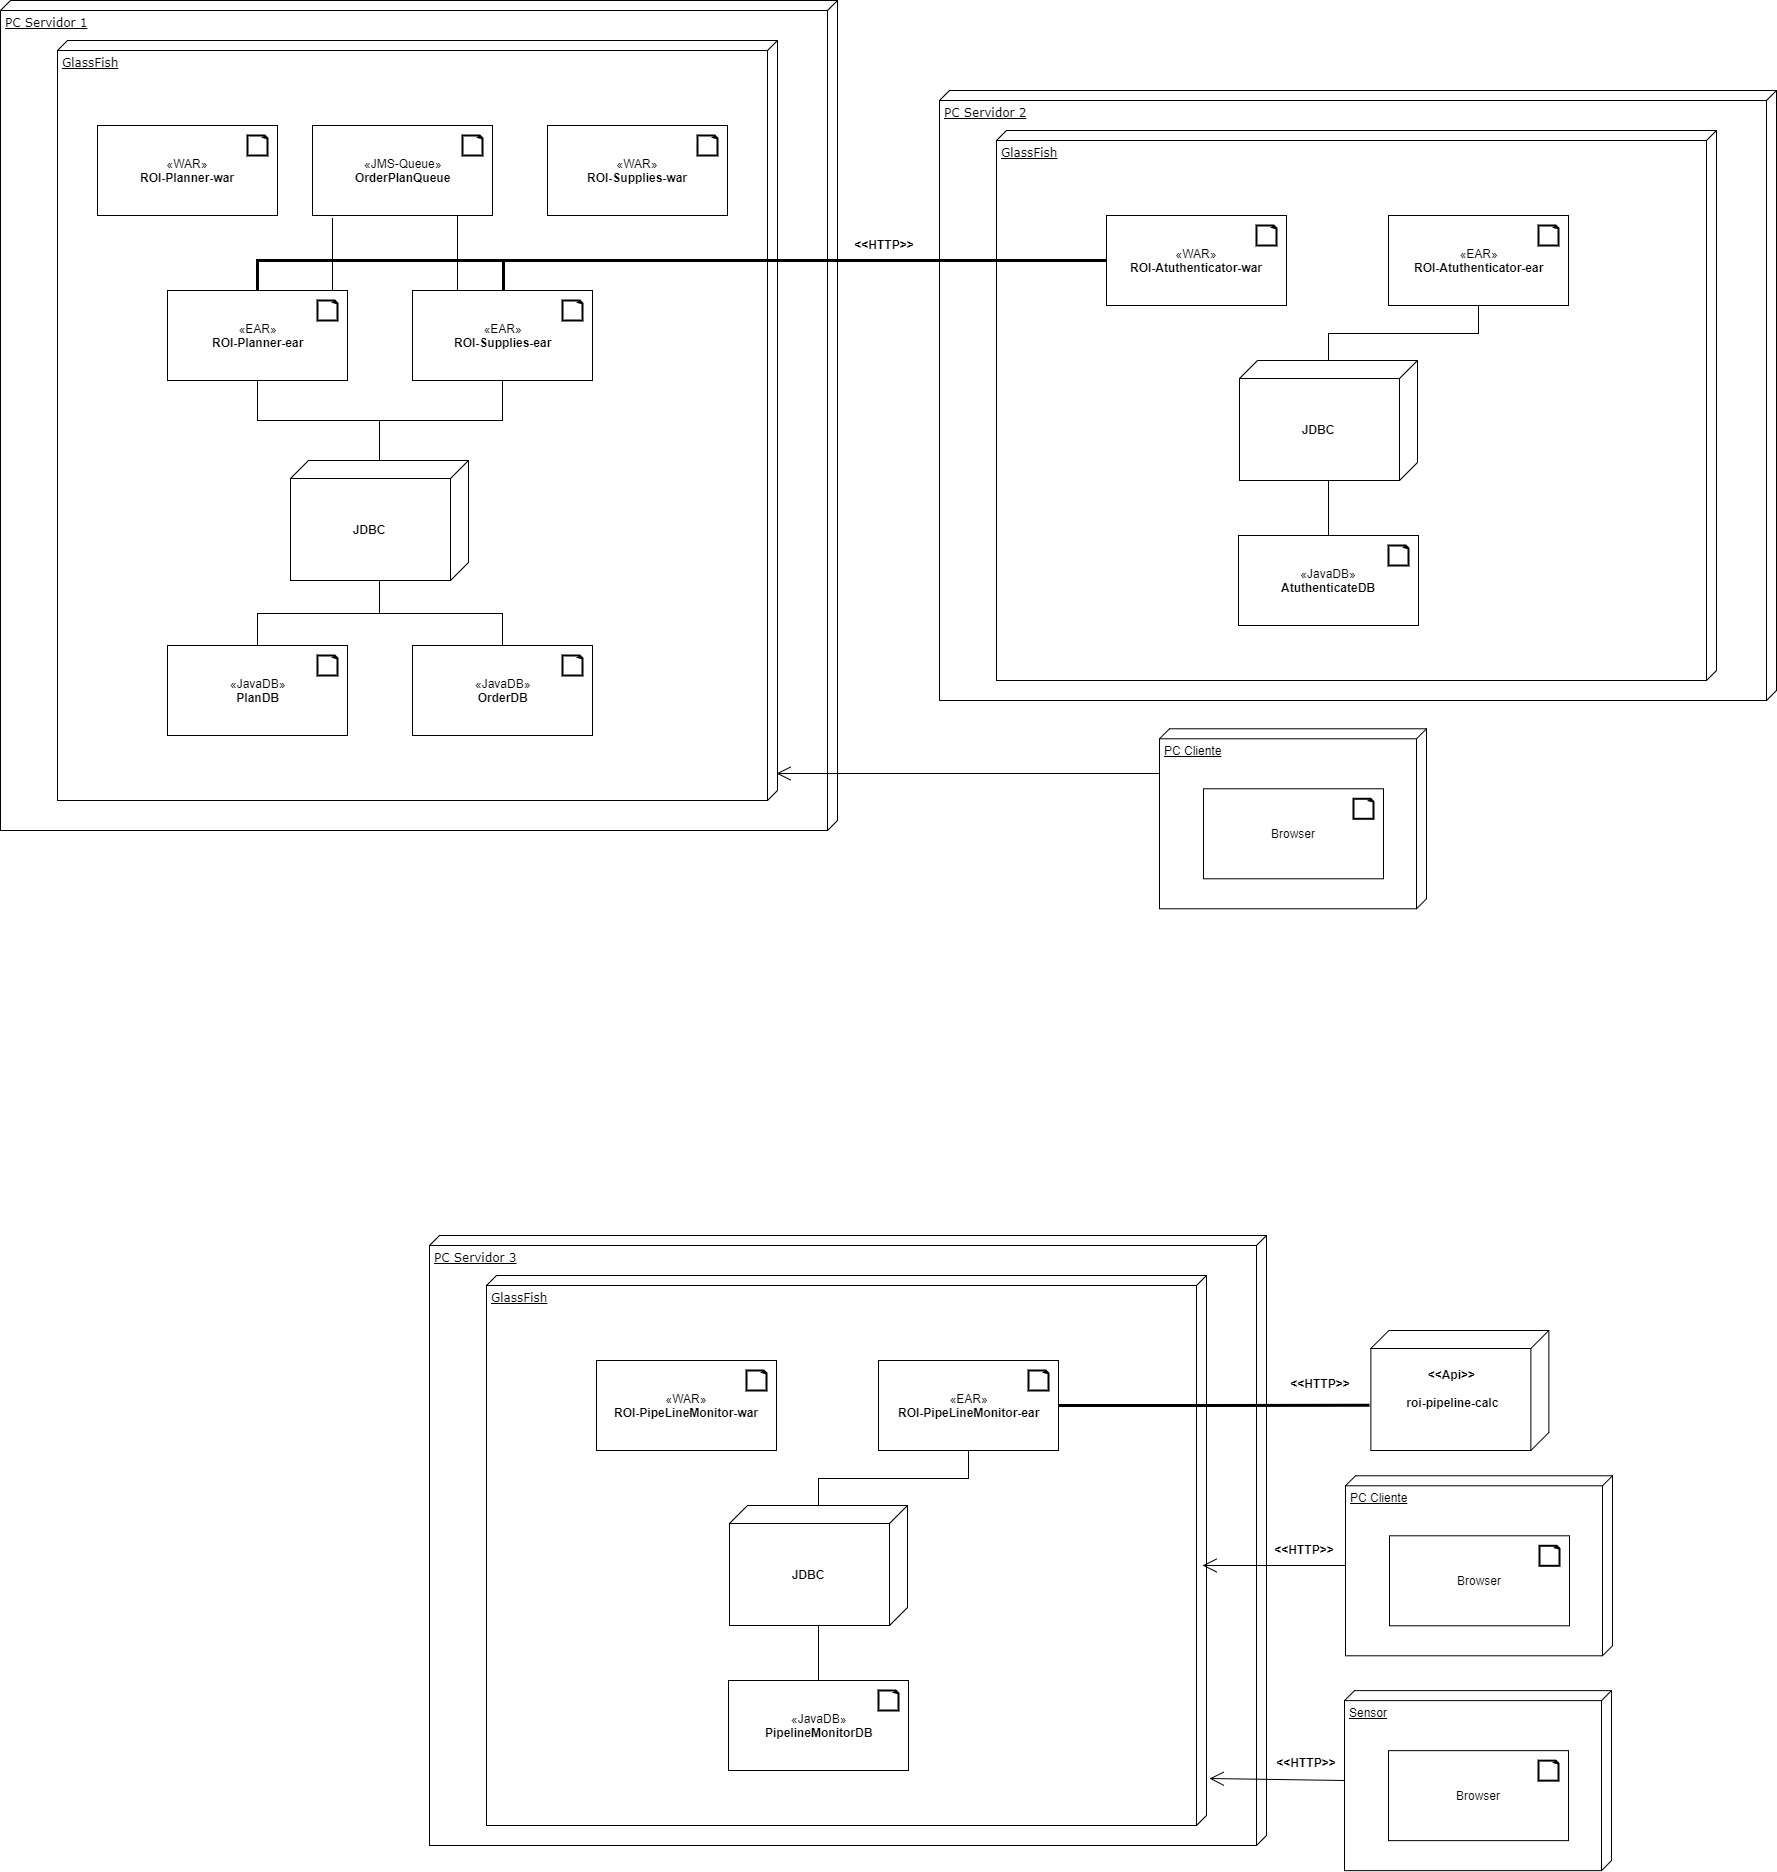 PC Servidor 1
GlassFish
«WAR»
ROI-Planner-war
«JMS-Queue»
OrderPlanQueue
«WAR»
ROI-Supplies-war
«EAR»
ROI-Planner-ear
«EAR»
ROI-Supplies-ear
JDBC
«JavaDB»
PlanDB
«JavaDB»
OrderDB
<<HTTP>>
PC Servidor 2
GlassFish
«WAR»
ROI-Atuthenticator-war
«EAR»
ROI-Atuthenticator-ear
JDBC
«JavaDB»
AtuthenticateDB
PC Cliente
Browser
PC Servidor 3
GlassFish
«WAR»
ROI-PipeLineMonitor-war
«EAR»
ROI-PipeLineMonitor-ear
JDBC
«JavaDB»
PipelineMonitorDB
<<HTTP>>
<<Api>>
roi-pipeline-calc
<<HTTP>>
PC Cliente
Browser
<<HTTP>>
Sensor
Browser